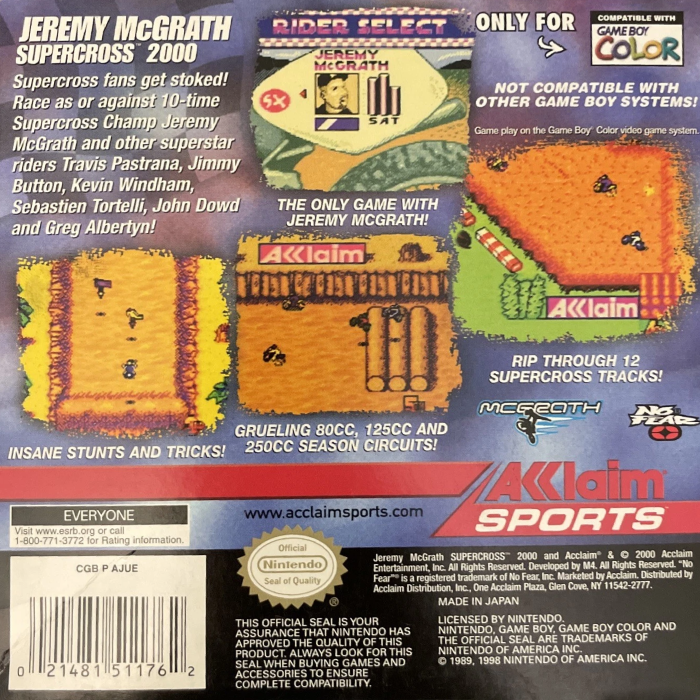 JEREMY McGRATH
SUPERCROSS™ 2000
Supercross fans get stoked!
Race as or against 10-time
Supercross Champ Jeremy
McGrath and other superstar
riders Travis Pastrana, Jimmy
Button, Kevin Windham,
Sebastien Tortelli, John Dowd
and Greg Albertyn!
RIDER SELECT
JEREMY
McGRATH
SX
SAT
THE ONLY GAME WITH
JEREMY MCGRATH!
ONLY FOR
COMPATIBLE WITH
GAME BOY
COLOR
NOT COMPATIBLE WITH
OTHER GAME BOY SYSTEMS!
Game play on the Game Boy® Color video game system.
AKKlaim
AKKlaim
RIP THROUGH 12
SUPERCROSS TRACKS!
INSANE STUNTS AND TRICKS!
GRUELING 80CC, 125CC AND
250CC SEASON CIRCUITS!
MCGRATH
NO
FEAR
AKKlaim®
SPORTS™
EVERYONE
Visit www.esrb.org or call
1-800-771-3772 for Rating information.
www.acclaimsports.com
CGB P AJUE
0 21481 51176 2
Official
Nintendo
Seal of Quality
®
THIS OFFICIAL SEAL IS YOUR
ASSURANCE THAT NINTENDO HAS
APPROVED THE QUALITY OF THIS
PRODUCT. ALWAYS LOOK FOR THIS
SEAL WHEN BUYING GAMES AND
ACCESSORIES TO ENSURE
COMPLETE COMPATIBILITY.
Jeremy McGrath SUPERCROSS™ 2000 and Acclaim® & © 2000 Acclaim
Entertainment, Inc. All Rights Reserved. Developed by M4. All Rights Reserved. "No
Fear"® is a registered trademark of No Fear, Inc. Marketed by Acclaim. Distributed by
Acclaim Distribution, Inc., One Acclaim Plaza, Glen Cove, NY 11542-2777.
MADE IN JAPAN
LICENSED BY NINTENDO.
NINTENDO, GAME BOY, GAME BOY COLOR AND
THE OFFICIAL SEAL ARE TRADEMARKS OF
NINTENDO OF AMERICA INC.
© 1989, 1998 NINTENDO OF AMERICA INC.